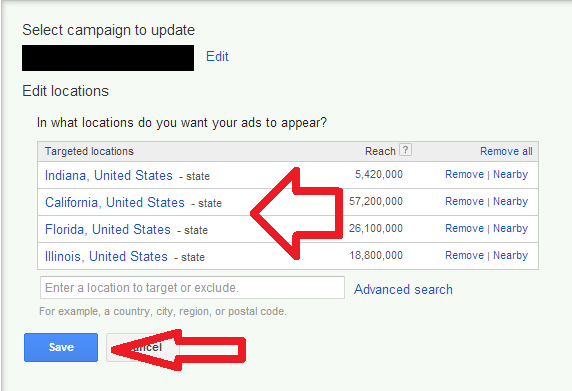 Select campaign to update
Edit
Edit locations
In what locations do you want your ads to appear?
Targeted locations Reach ? Remove all
Indiana, United States - state 5,420,000 Remove | Nearby
California, United States - state 57,200,000 Remove | Nearby
Florida, United States - state 26,100,000 Remove | Nearby
Illinois, United States - state 18,800,000 Remove | Nearby
Enter a location to target or exclude. Advanced search
For example, a country, city, region, or postal code.
Save Cancel